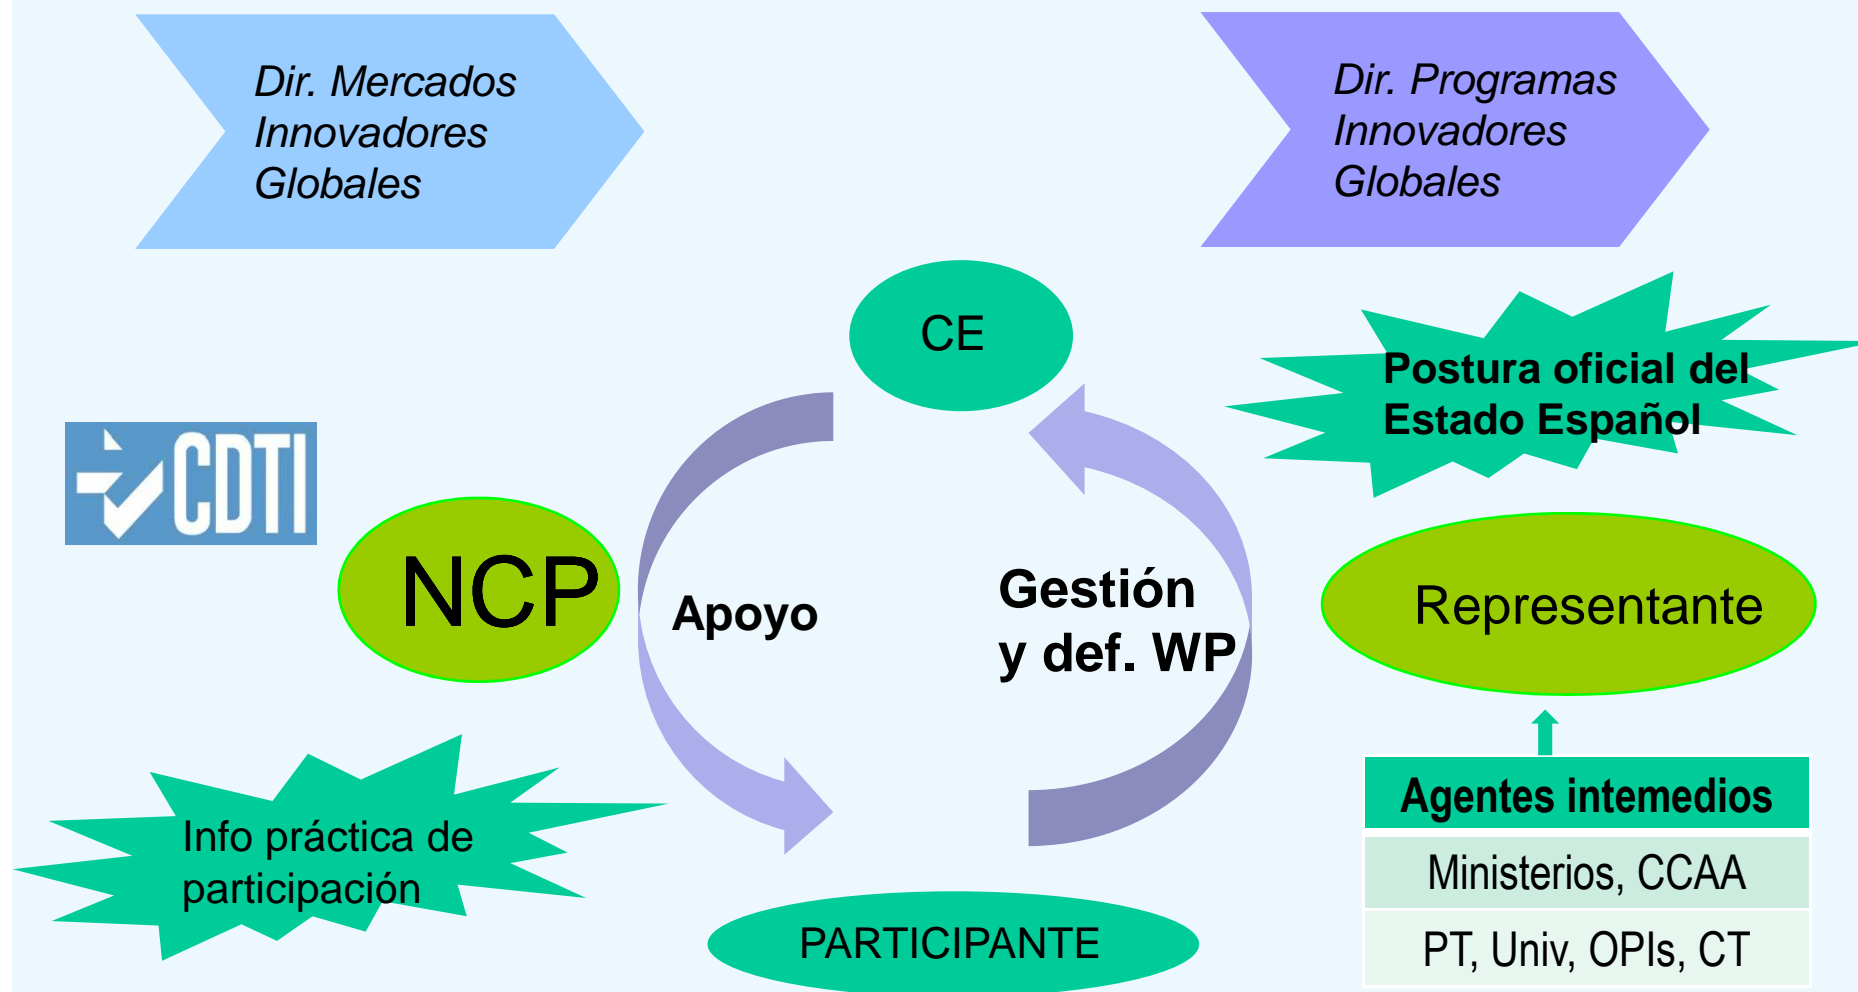 Dir. Mercados
Innovadores
Globales
Dir. Programas
Innovadores
Globales
CE
Postura oficial del
Estado Español
CDTI
NCP
Apoyo
Gestión
y def. WP
Representante
Info práctica de
participación
PARTICIPANTE
Agentes intemedios
Ministerios, CCAA
PT, Univ, OPIs, CT